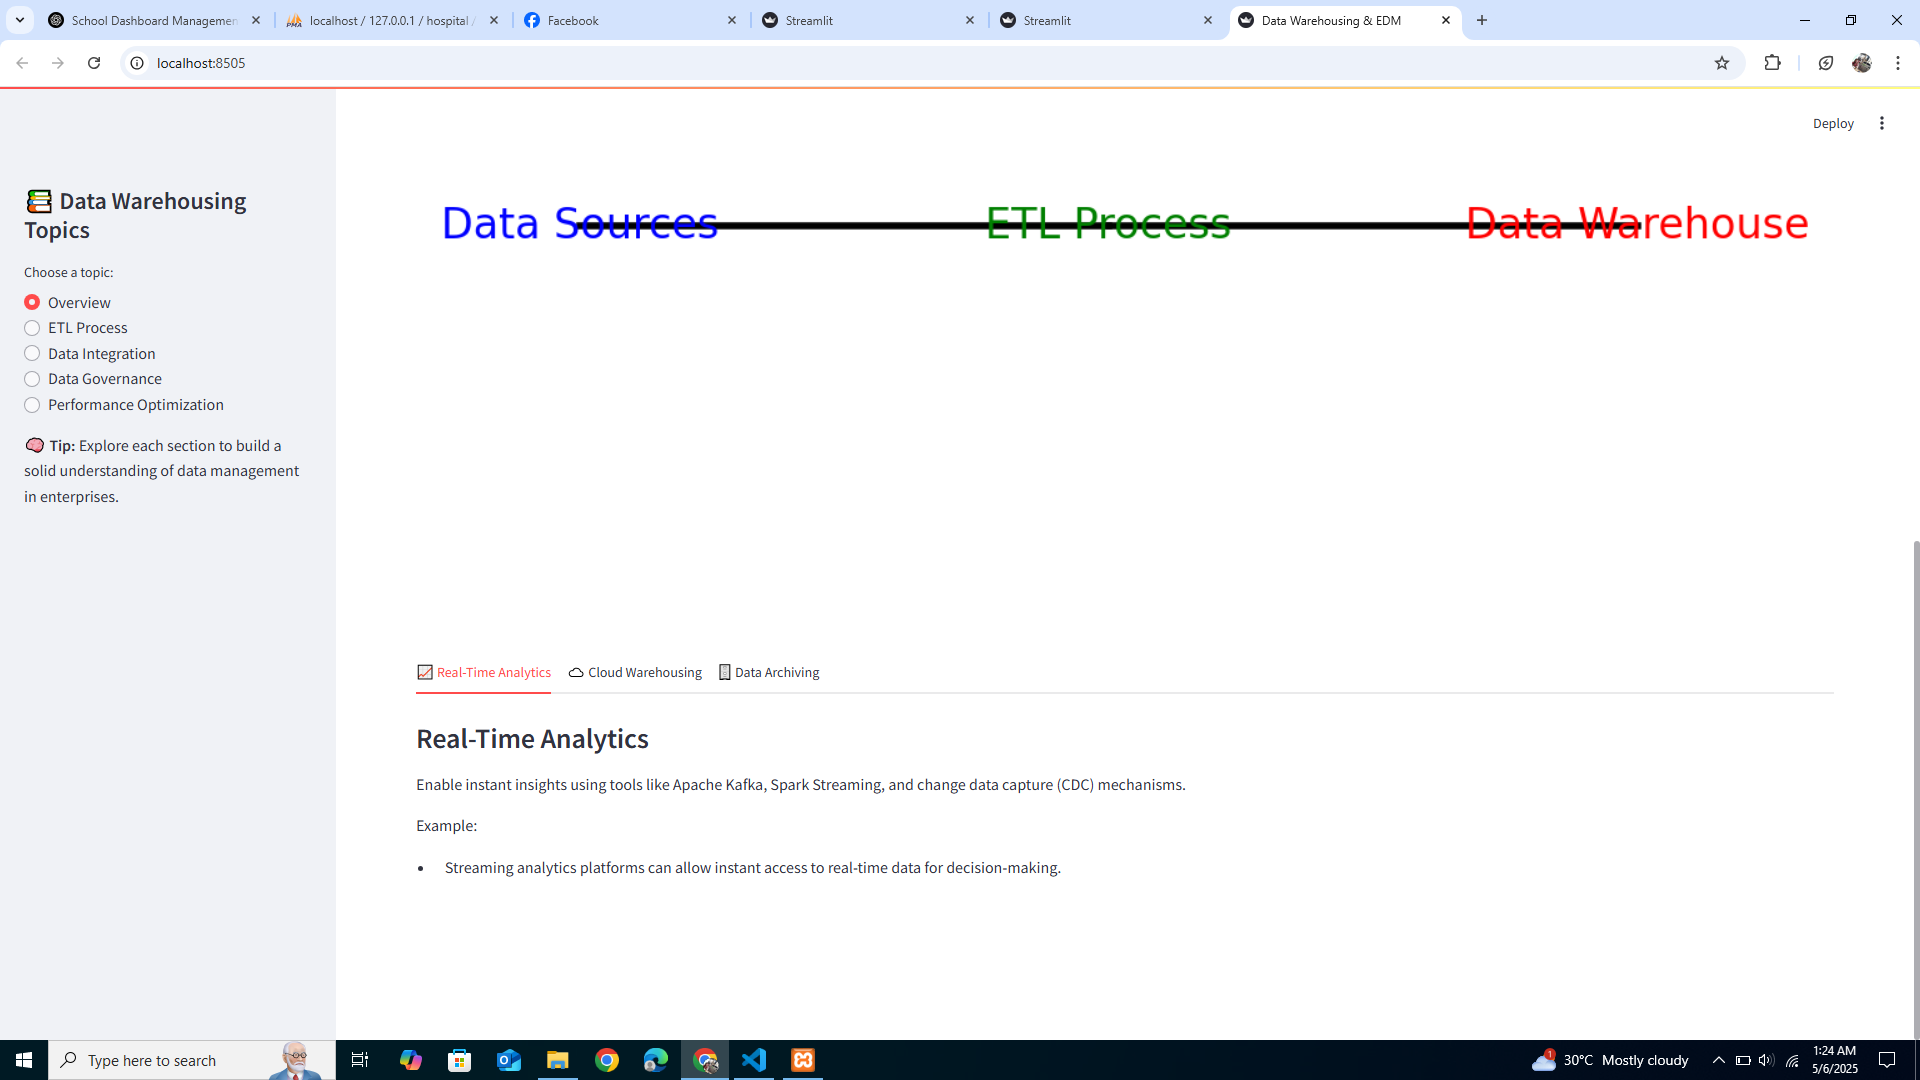 School Dashboard Managemen
localhost / 127.0.0.1 / hospital /
Facebook
Streamlit
Streamlit
Data Warehousing & EDM
localhost:8505
Deploy
Data Warehousing
Topics
Choose a topic:
Overview
ETL Process
Data Integration
Data Governance
Performance Optimization
Tip: Explore each section to build a
solid understanding of data management
in enterprises.
Data Sources
ETL Process
Data Warehouse
Real-Time Analytics
Cloud Warehousing
Data Archiving
Real-Time Analytics
Enable instant insights using tools like Apache Kafka, Spark Streaming, and change data capture (CDC) mechanisms.
Example:
• Streaming analytics platforms can allow instant access to real-time data for decision-making.
Type here to search
1
30°C Mostly cloudy
1:24 AM
5/6/2025